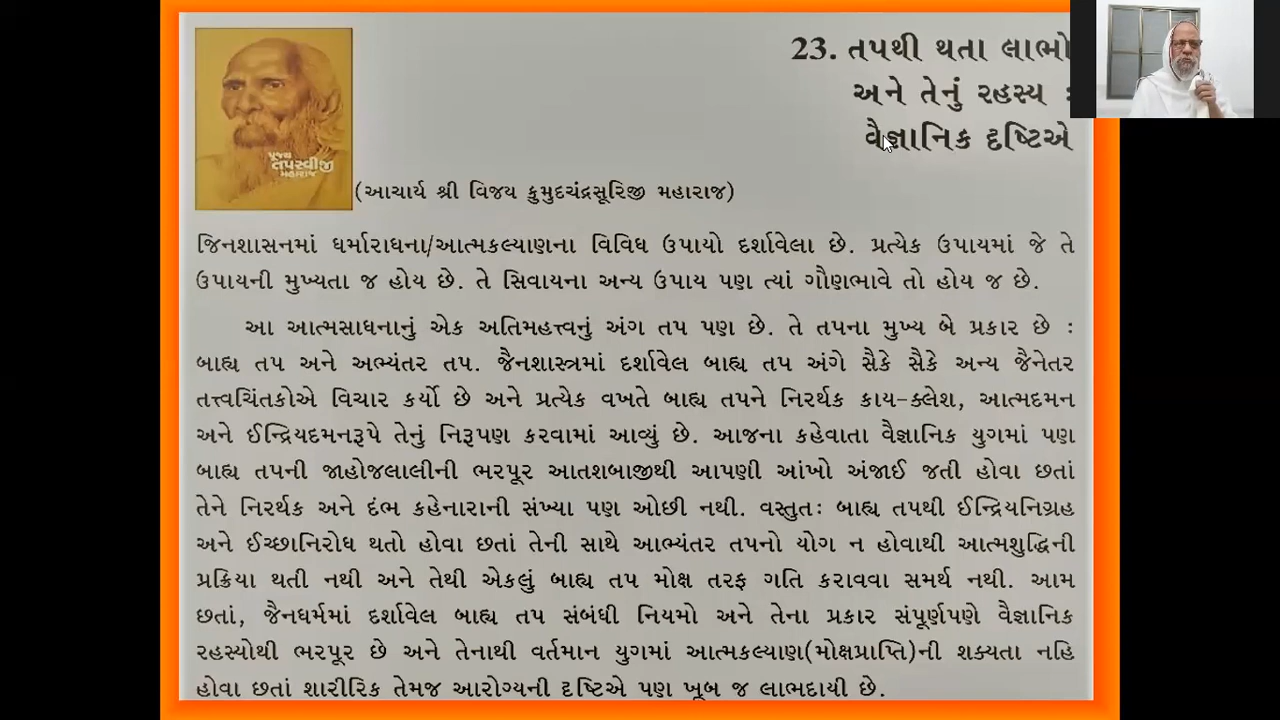 23. તપથી થતા લાભો
અને તેનું રહસ્ય :
વૈજ્ઞાનિક દૃષ્ટિએ
પૂજ્ય
તપસ્વીજી
મહારાજ
(આચાર્ય શ્રી વિજય કુમુદચંદ્રસૂરિજી મહારાજ)
જિનશાસનમાં ધર્મારાધના/આત્મકલ્યાણના વિવિધ ઉપાયો દર્શાવેલા છે. પ્રત્યેક ઉપાયમાં જે તે
ઉપાયની મુખ્યતા જ હોય છે. તે સિવાયના અન્ય ઉપાય પણ ત્યાં ગૌણભાવે તો હોય જ છે.
આ આત્મસાધનાનું એક અતિમહત્ત્વનું અંગ તપ પણ છે. તે તપના મુખ્ય બે પ્રકાર છે :
બાહ્ય તપ અને અભ્યંતર તપ. જૈનશાસ્ત્રમાં દર્શાવેલ બાહ્ય તપ અંગે સૈકે સૈકે અન્ય જૈનેતર
તત્ત્વચિંતકોએ વિચાર કર્યો છે અને પ્રત્યેક વખતે બાહ્ય તપને નિરર્થક કાય-ક્લેશ, આત્મદમન
અને ઈન્દ્રિયદમનરૂપે તેનું નિરૂપણ કરવામાં આવ્યું છે. આજના કહેવાતા વૈજ્ઞાનિક યુગમાં પણ
બાહ્ય તપની જાહોજલાલીની ભરપૂર આતશબાજીથી આપણી આંખો અંજાઈ જતી હોવા છતાં
તેને નિરર્થક અને દંભ કહેનારાની સંખ્યા પણ ઓછી નથી. વસ્તુતઃ બાહ્ય તપથી ઈન્દ્રિયનિગ્રહ
અને ઈચ્છાનિરોધ થતો હોવા છતાં તેની સાથે આભ્યંતર તપનો યોગ ન હોવાથી આત્મશુદ્ધિની
પ્રક્રિયા થતી નથી અને તેથી એકલું બાહ્ય તપ મોક્ષ તરફ ગતિ કરાવવા સમર્થ નથી. આમ
છતાં, જૈનધર્મમાં દર્શાવેલ બાહ્ય તપ સંબંધી નિયમો અને તેના પ્રકાર સંપૂર્ણપણે વૈજ્ઞાનિક
રહસ્યોથી ભરપૂર છે અને તેનાથી વર્તમાન યુગમાં આત્મકલ્યાણ(મોક્ષપ્રાપ્તિ)ની શક્યતા નહિ
હોવા છતાં શારીરિક તેમજ આરોગ્યની દૃષ્ટિએ પણ ખૂબ જ લાભદાયી છે.